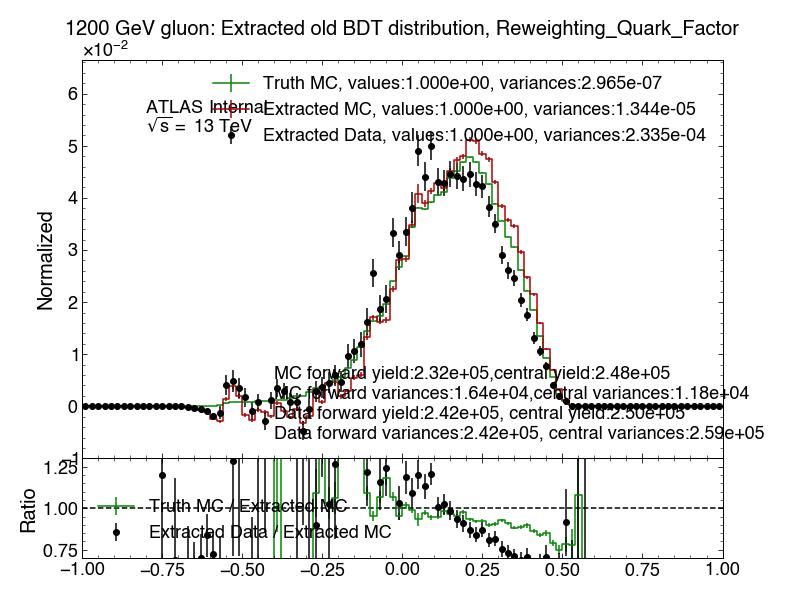 1200 GeV gluon: Extracted old BDT distribution, Reweighting_Quark_Factor
×10⁻²
Truth MC, values:1.000e+00, variances:2.965e-07
ATLAS Internal
Extracted MC, values:1.000e+00, variances:1.344e-05
√s = 13 TeV
Extracted Data, values:1.000e+00, variances:2.335e-04
Normalized
6
5
4
3
2
1
0
−1
MC forward yield:2.32e+05,central yield:2.48e+05
MC forward variances:1.64e+04,central variances:1.18e+04
Data forward yield:2.42e+05, central yield:2.50e+05
Data forward variances:2.42e+05, central variances:2.59e+05
Ratio
1.25
1.00
0.75
Truth MC / Extracted MC
Extracted Data / Extracted MC
−1.00 −0.75 −0.50 −0.25 0.00 0.25 0.50 0.75 1.00